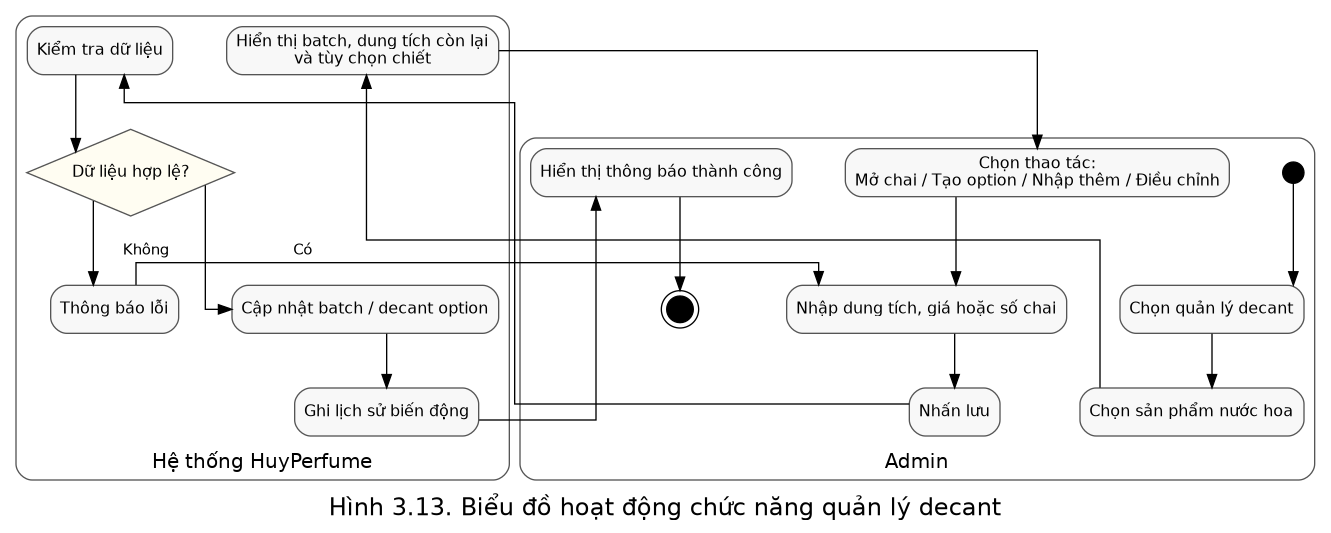 Kiểm tra dữ liệu
Hiển thị batch, dung tích còn lại
và tùy chọn chiết
Dữ liệu hợp lệ?
Hiển thị thông báo thành công
Chọn thao tác:
Mở chai / Tạo option / Nhập thêm / Điều chỉnh
Không
Có
Thông báo lỗi
Cập nhật batch / decant option
Nhập dung tích, giá hoặc số chai
Chọn quản lý decant
Ghi lịch sử biến động
Nhấn lưu
Chọn sản phẩm nước hoa
Hệ thống HuyPerfume
Admin
Hình 3.13. Biểu đồ hoạt động chức năng quản lý decant